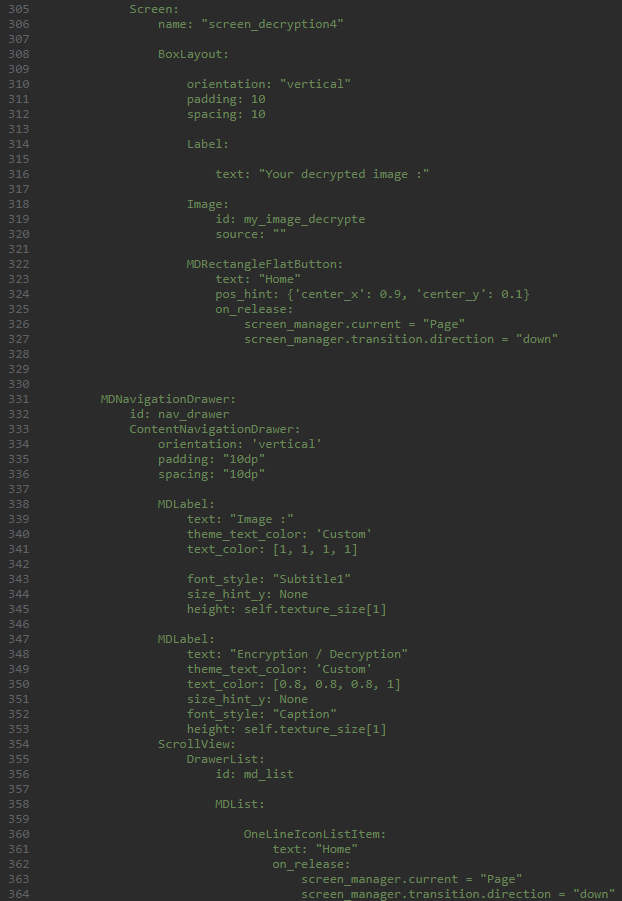 305 Screen:
306 name: "screen_decryption4"
307
308 BoxLayout:
309
310 orientation: "vertical"
311 padding: 10
312 spacing: 10
313
314 Label:
315
316 text: "Your decrypted image :"
317
318 Image:
319 id: my_image_decrypte
320 source: ""
321
322 MDRectangleFlatButton:
323 text: "Home"
324 pos_hint: {'center_x': 0.9, 'center_y': 0.1}
325 on_release:
326 screen_manager.current = "Page"
327 screen_manager.transition.direction = "down"
328
329
330
331 MDNavigationDrawer:
332 id: nav_drawer
333 ContentNavigationDrawer:
334 orientation: 'vertical'
335 padding: "10dp"
336 spacing: "10dp"
337
338 MDLabel:
339 text: "Image :"
340 theme_text_color: 'Custom'
341 text_color: [1, 1, 1, 1]
342
343 font_style: "Subtitle1"
344 size_hint_y: None
345 height: self.texture_size[1]
346
347 MDLabel:
348 text: "Encryption / Decryption"
349 theme_text_color: 'Custom'
350 text_color: [0.8, 0.8, 0.8, 1]
351 size_hint_y: None
352 font_style: "Caption"
353 height: self.texture_size[1]
354 ScrollView:
355 DrawerList:
356 id: md_list
357
358 MDList:
359
360 OneLineIconListItem:
361 text: "Home"
362 on_release:
363 screen_manager.current = "Page"
364 screen_manager.transition.direction = "down"